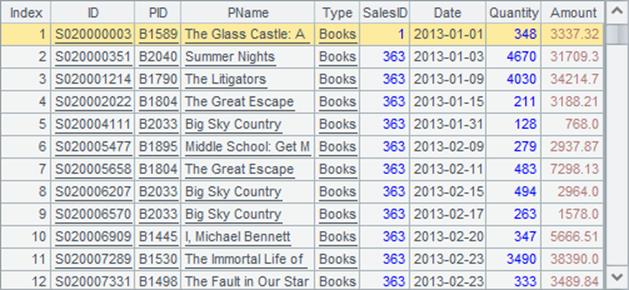 Index ID PID PName Type SalesID Date Quantity Amount
1 S020000003 B1589 The Glass Castle: A Books 1 2013-01-01 348 3337.32
2 S020000351 B2040 Summer Nights Books 363 2013-01-03 4670 31709.3
3 S020001214 B1790 The Litigators Books 363 2013-01-09 4030 34214.7
4 S020002022 B1804 The Great Escape Books 363 2013-01-15 211 3188.21
5 S020004111 B2033 Big Sky Country Books 363 2013-01-31 128 768.0
6 S020005477 B1895 Middle School: Get M Books 363 2013-02-09 279 2937.87
7 S020005658 B1804 The Great Escape Books 363 2013-02-11 483 7298.13
8 S020006207 B2033 Big Sky Country Books 363 2013-02-15 494 2964.0
9 S020006570 B2033 Big Sky Country Books 363 2013-02-17 263 1578.0
10 S020006909 B1445 I, Michael Bennett Books 363 2013-02-20 347 5666.51
11 S020007289 B1530 The Immortal Life of Books 363 2013-02-23 3490 38390.0
12 S020007331 B1498 The Fault in Our Star Books 363 2013-02-23 333 3489.84